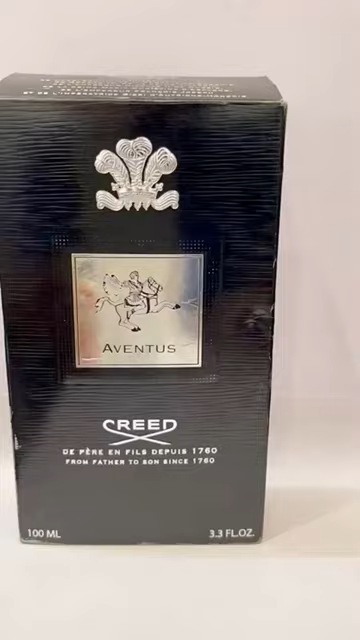 AVENTUS
CREED
DE PÈRE EN FILS DEPUIS 1760
FROM FATHER TO SON SINCE 1760
100 ML 3.3 FL.OZ.